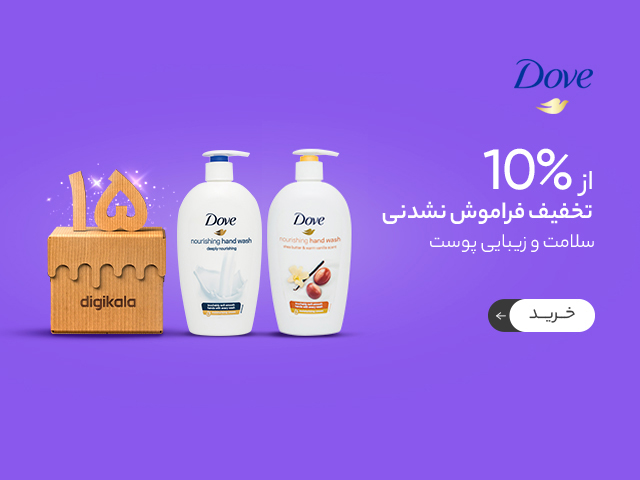 Dove
از 10%
تخفیف فراموش نشدنی
سلامت و زیبایی پوست
خریـد
۱۵
digikala
Dove
nourishing hand wash
deeply nourishing
Dove
nourishing hand wash